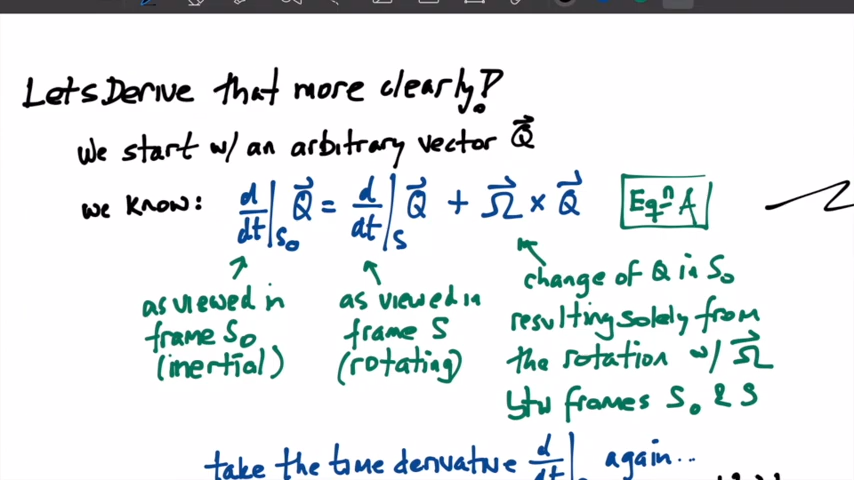 Lets Derive that more clearly!
We start w/ an arbitrary vector Q⃗
we know: d/dt|S₀ Q⃗ = d/dt|S Q⃗ + Ω⃗ × Q⃗ Eqⁿ A
as viewed in frame S₀ (inertial)
as viewed in frame S (rotating)
change of Q in S₀
resulting solely from
the rotation w/ Ω⃗
btw frames S₀ & S
take the time derivative d/dt| again...